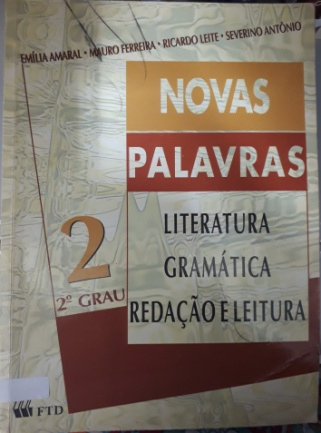 EMÍLIA AMARAL • MAURO FERREIRA • RICARDO LEITE • SEVERINO ANTÔNIO
NOVAS
PALAVRAS
2
2º GRAU
LITERATURA
GRAMÁTICA
REDAÇÃO E LEITURA
FTD